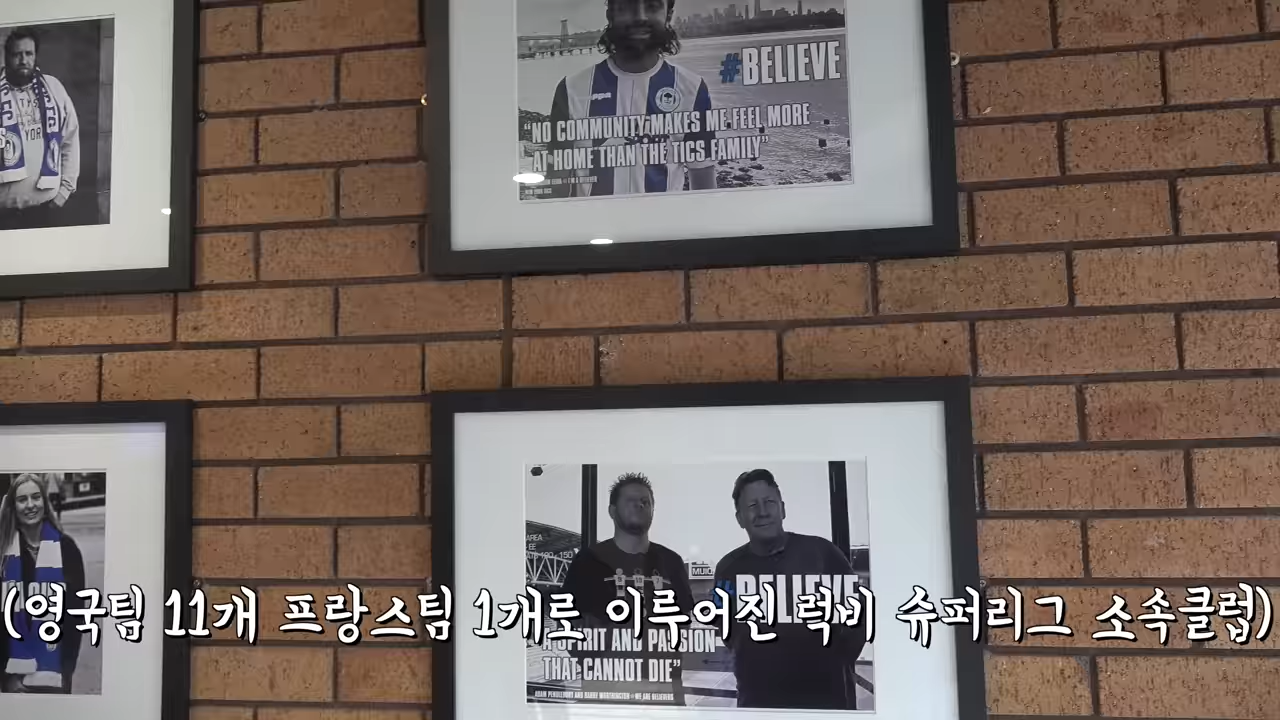 #BELIEVE
"NO COMMUNITY MAKES ME FEEL MORE
AT HOME THAN THE TICS FAMILY"
#BELIEVE
A SPIRIT AND PASSION
THAT CANNOT DIE"
(영국팀 11개 프랑스팀 1개로 이루어진 럭비 슈퍼리그 소속클럽)